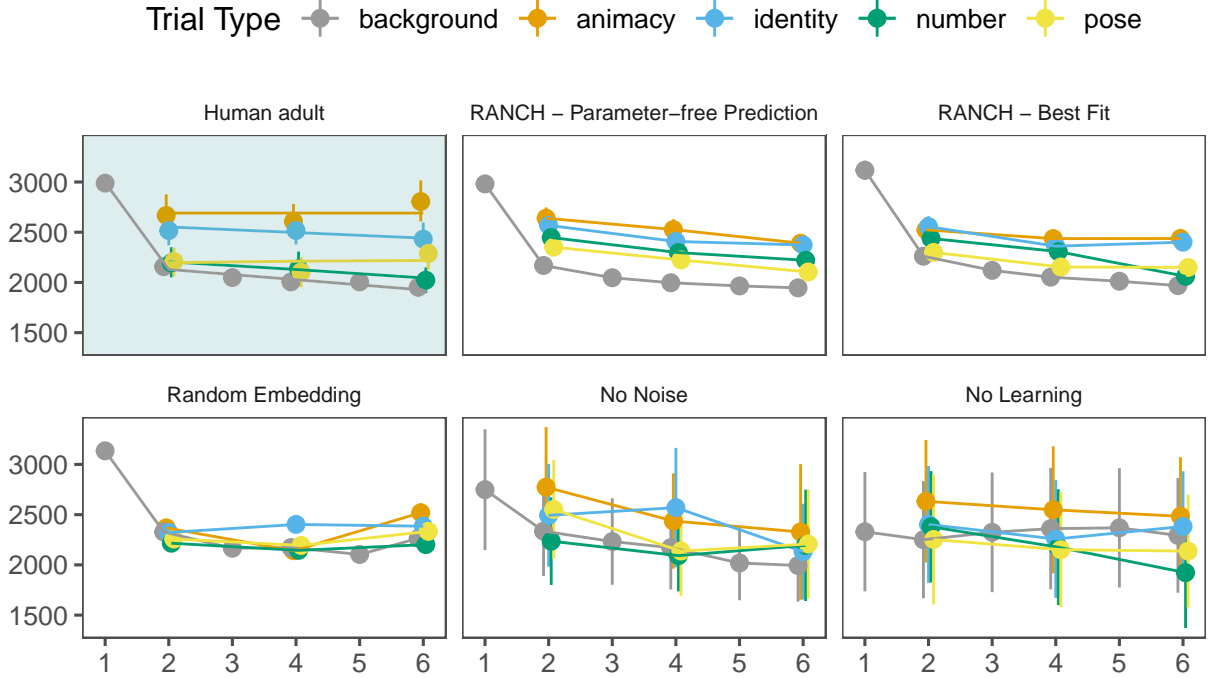 Trial Type background animacy identity number pose
Human adult RANCH − Parameter−free Prediction RANCH − Best Fit
3000
2500
2000
1500
Random Embedding No Noise No Learning
3000
2500
2000
1500
1 2 3 4 5 6 1 2 3 4 5 6 1 2 3 4 5 6